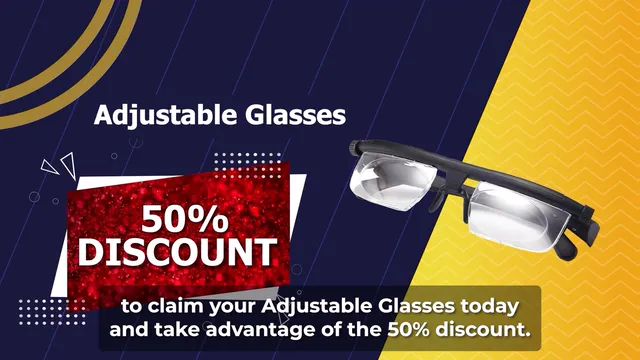 Adjustable Glasses
50%
DISCOUNT
to claim your Adjustable Glasses today
and take advantage of the 50% discount.